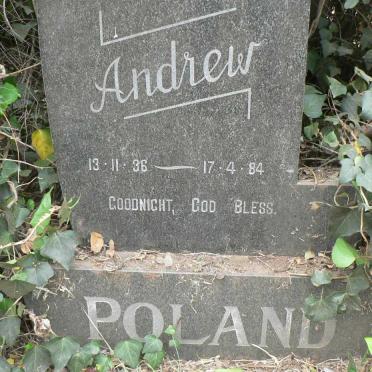 Andrew
13·11·36 — 17·4·84
GOODNIGHT, GOD BLESS.
POLAND